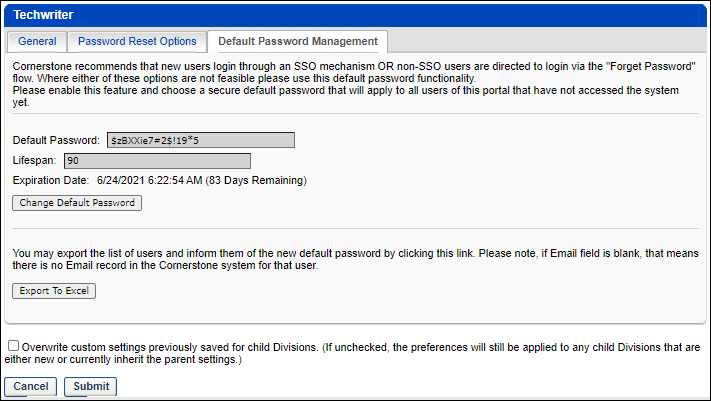 Techwriter
General
Password Reset Options
Default Password Management
Cornerstone recommends that new users login through an SSO mechanism OR non-SSO users are directed to login via the "Forget Password"
flow. Where either of these options are not feasible please use this default password functionality.
Please enable this feature and choose a secure default password that will apply to all users of this portal that have not accessed the system
yet.
Default Password: $zBXXie7#2$!19*5
Lifespan: 90
Expiration Date: 6/24/2021 6:22:54 AM (83 Days Remaining)
Change Default Password
You may export the list of users and inform them of the new default password by clicking this link. Please note, if Email field is blank, that means
there is no Email record in the Cornerstone system for that user.
Export To Excel
Overwrite custom settings previously saved for child Divisions. (If unchecked, the preferences will still be applied to any child Divisions that are
either new or currently inherit the parent settings.)
Cancel
Submit